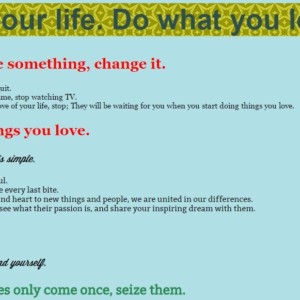 our life. Do what you lo
e something, change it.
uit.
me, stop watching TV.
ove of your life, stop; They will be waiting for you when you start doing things you love.
ngs you love.
s simple.
ul.
e every last bite.
nd heart to new things and people, we are united in our differences.
see what their passion is, and share your inspiring dream with them.
nd yourself.
es only come once, seize them.